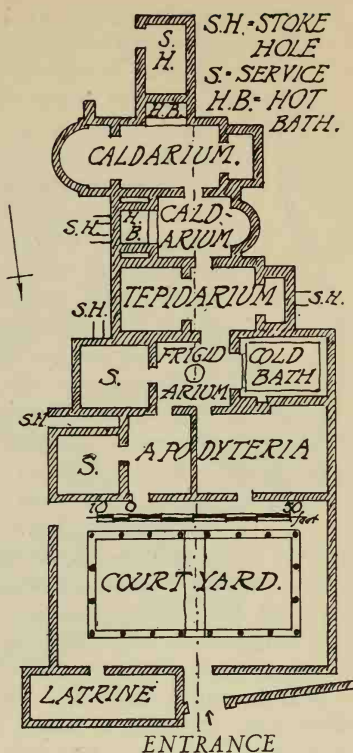 S.H.=STOKE
HOLE
S.=SERVICE
H.B.=HOT
BATH.
S.
H.
H.B.
CALDARIUM.
H.
B.
CALD-
ARIUM
S.H.
TEPIDARIUM
S.H.
S.H.
S.
FRIGID
ARIUM
COLD
BATH
S.H
S.
APODYTERIA
10 0 50
feet
COURTYARD.
LATRINE
ENTRANCE